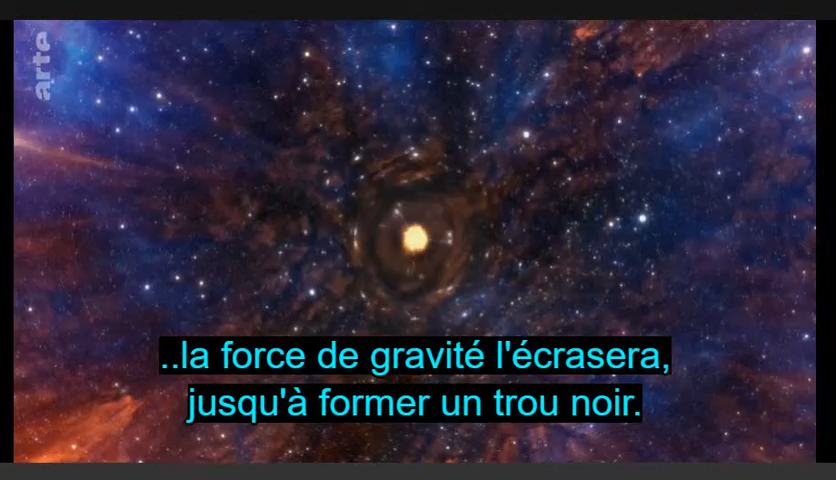 arte
..la force de gravité l'écrasera,
jusqu'à former un trou noir.